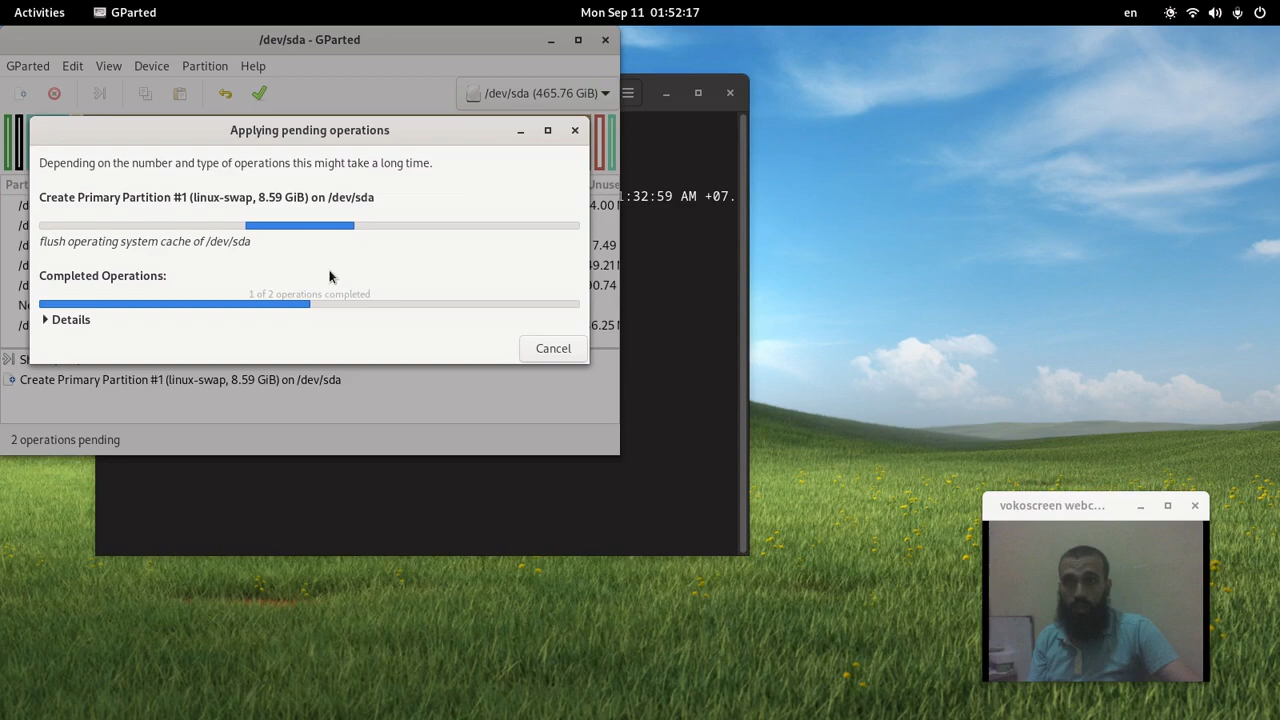 Activities GParted Mon Sep 11 01:52:17 en
/dev/sda - GParted
GParted Edit View Device Partition Help
/dev/sda (465.76 GiB)
Applying pending operations
Depending on the number and type of operations this might take a long time.
Create Primary Partition #1 (linux-swap, 8.59 GiB) on /dev/sda
flush operating system cache of /dev/sda
Completed Operations:
1 of 2 operations completed
Details
Cancel
Part
Unuse
4.00
7.49
49.21
90.74
6.25
1:32:59 AM +07.
Create Primary Partition #1 (linux-swap, 8.59 GiB) on /dev/sda
2 operations pending
vokoscreen webc...